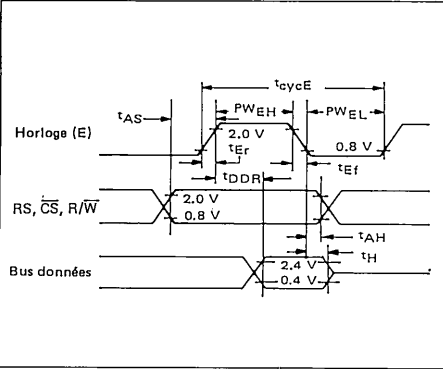 tcycE
tAS
PWEH
PWEL
Horloge (E)
2.0 V
0.8 V
tEr
tEf
tDDR
RS, C̅S̅, R/W̅
2.0 V
0.8 V
tAH
tH
Bus données
2.4 V
0.4 V